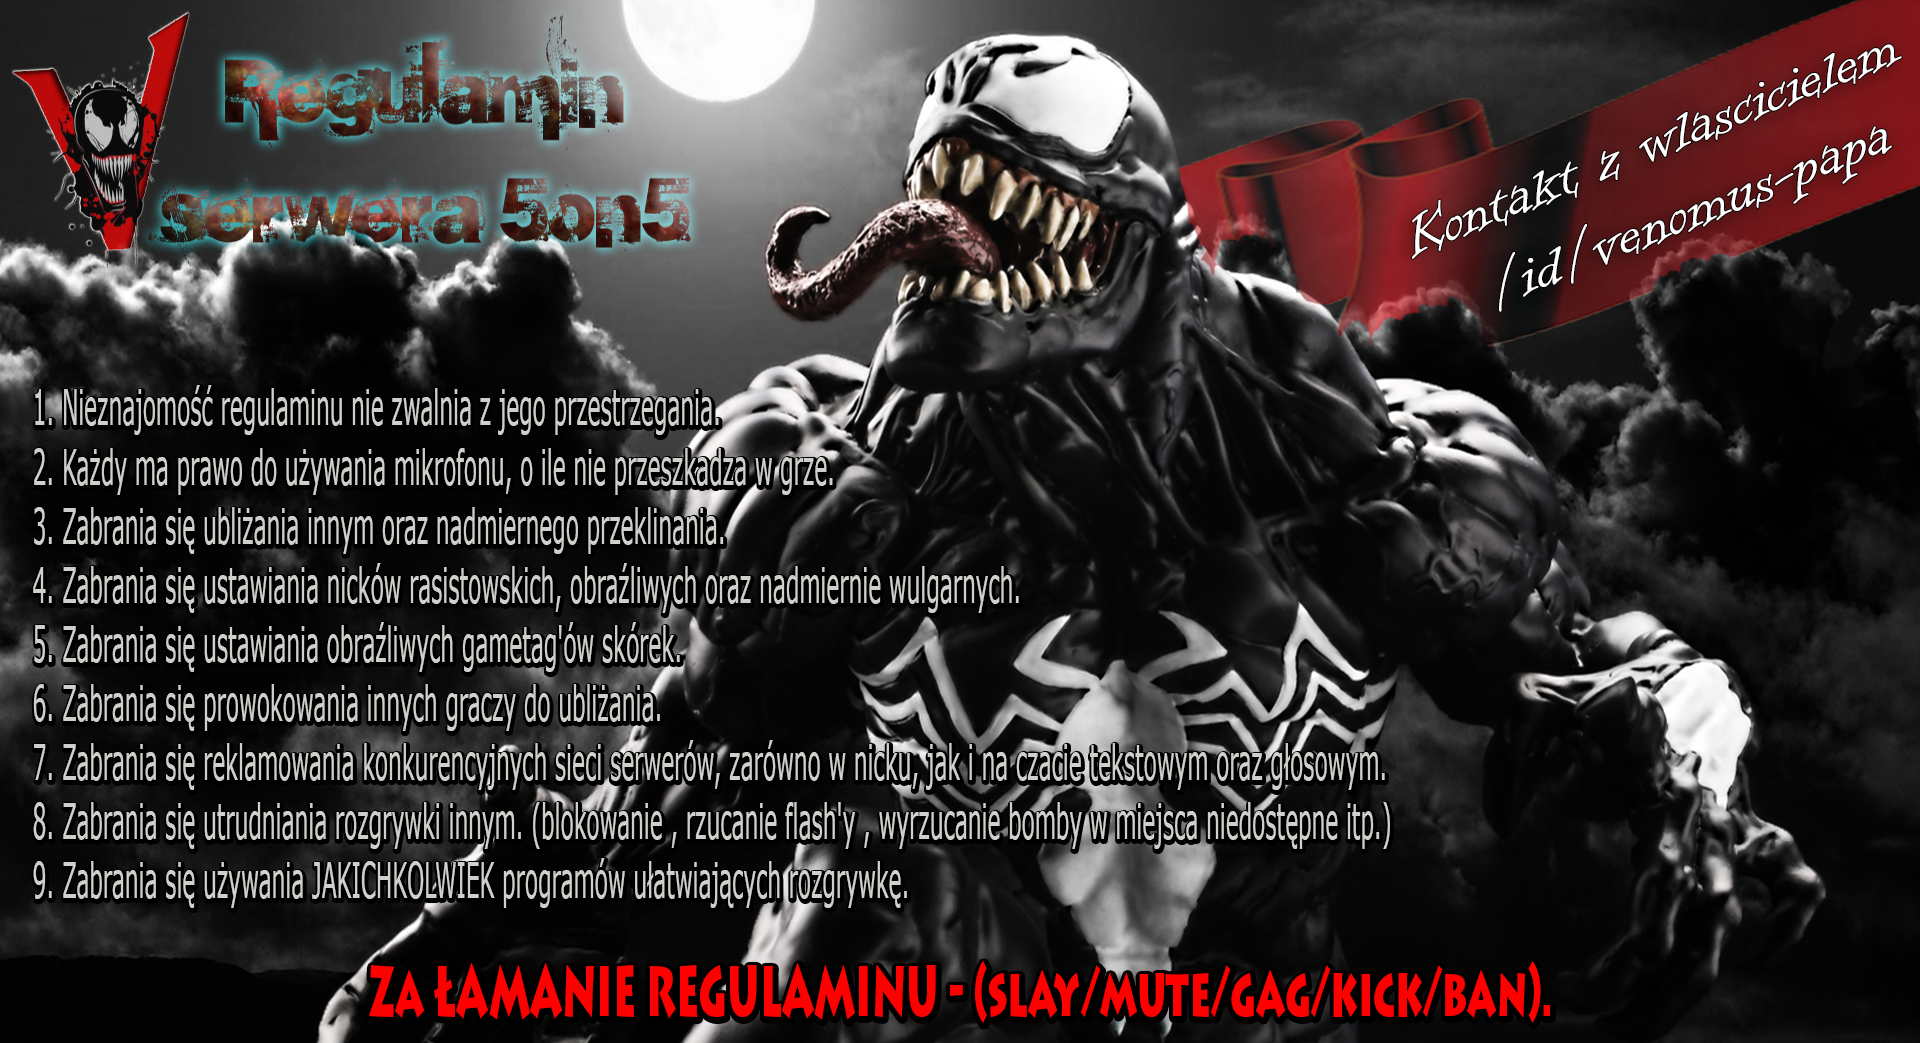 Regulamin
serwera 5on5
Kontakt z wlascicielem
/id/venomus-papa
1. Nieznajomość regulaminu nie zwalnia z jego przestrzegania.
2. Każdy ma prawo do używania mikrofonu, o ile nie przeszkadza w grze.
3. Zabrania się ubliżania innym oraz nadmiernego przeklinania.
4. Zabrania się ustawiania nicków rasistowskich, obraźliwych oraz nadmiernie wulgarnych.
5. Zabrania się ustawiania obraźliwych gametag'ów skórek.
6. Zabrania się prowokowania innych graczy do ubliżania.
7. Zabrania się reklamowania konkurencyjnych sieci serwerów, zarówno w nicku, jak i na czacie tekstowym oraz głosowym.
8. Zabrania się utrudniania rozgrywki innym. (blokowanie , rzucanie flash'y , wyrzucanie bomby w miejsca niedostępne itp.)
9. Zabrania się używania JAKICHKOLWIEK programów ułatwiających rozgrywkę.
ZA ŁAMANIE REGULAMINU - (SLAY/MUTE/GAG/KICK/BAN).